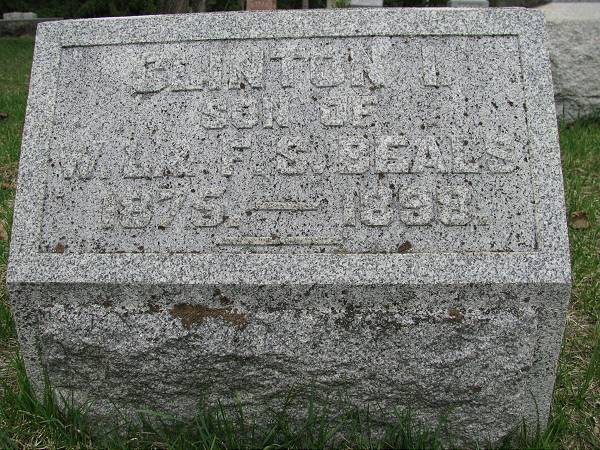 CLINTON I.
SON OF
W. L. & F. S. BEALS
1875. — 1898.